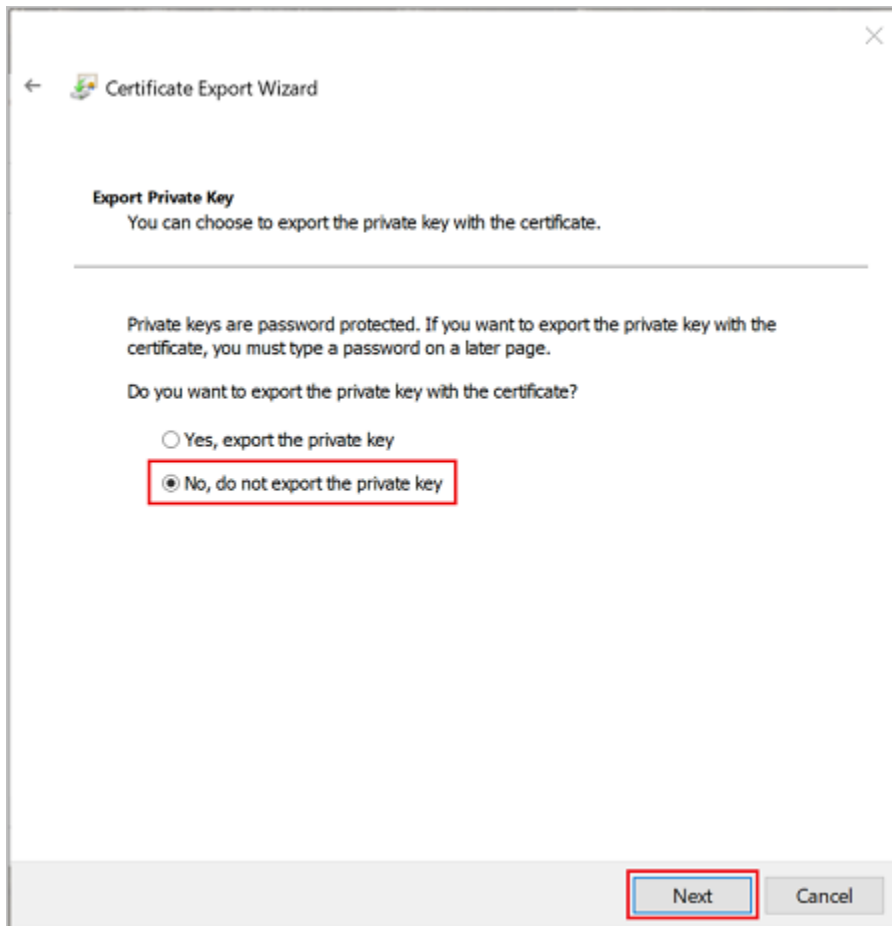 Certificate Export Wizard
Export Private Key
You can choose to export the private key with the certificate.
Private keys are password protected. If you want to export the private key with the
certificate, you must type a password on a later page.
Do you want to export the private key with the certificate?
Yes, export the private key
No, do not export the private key
Next
Cancel